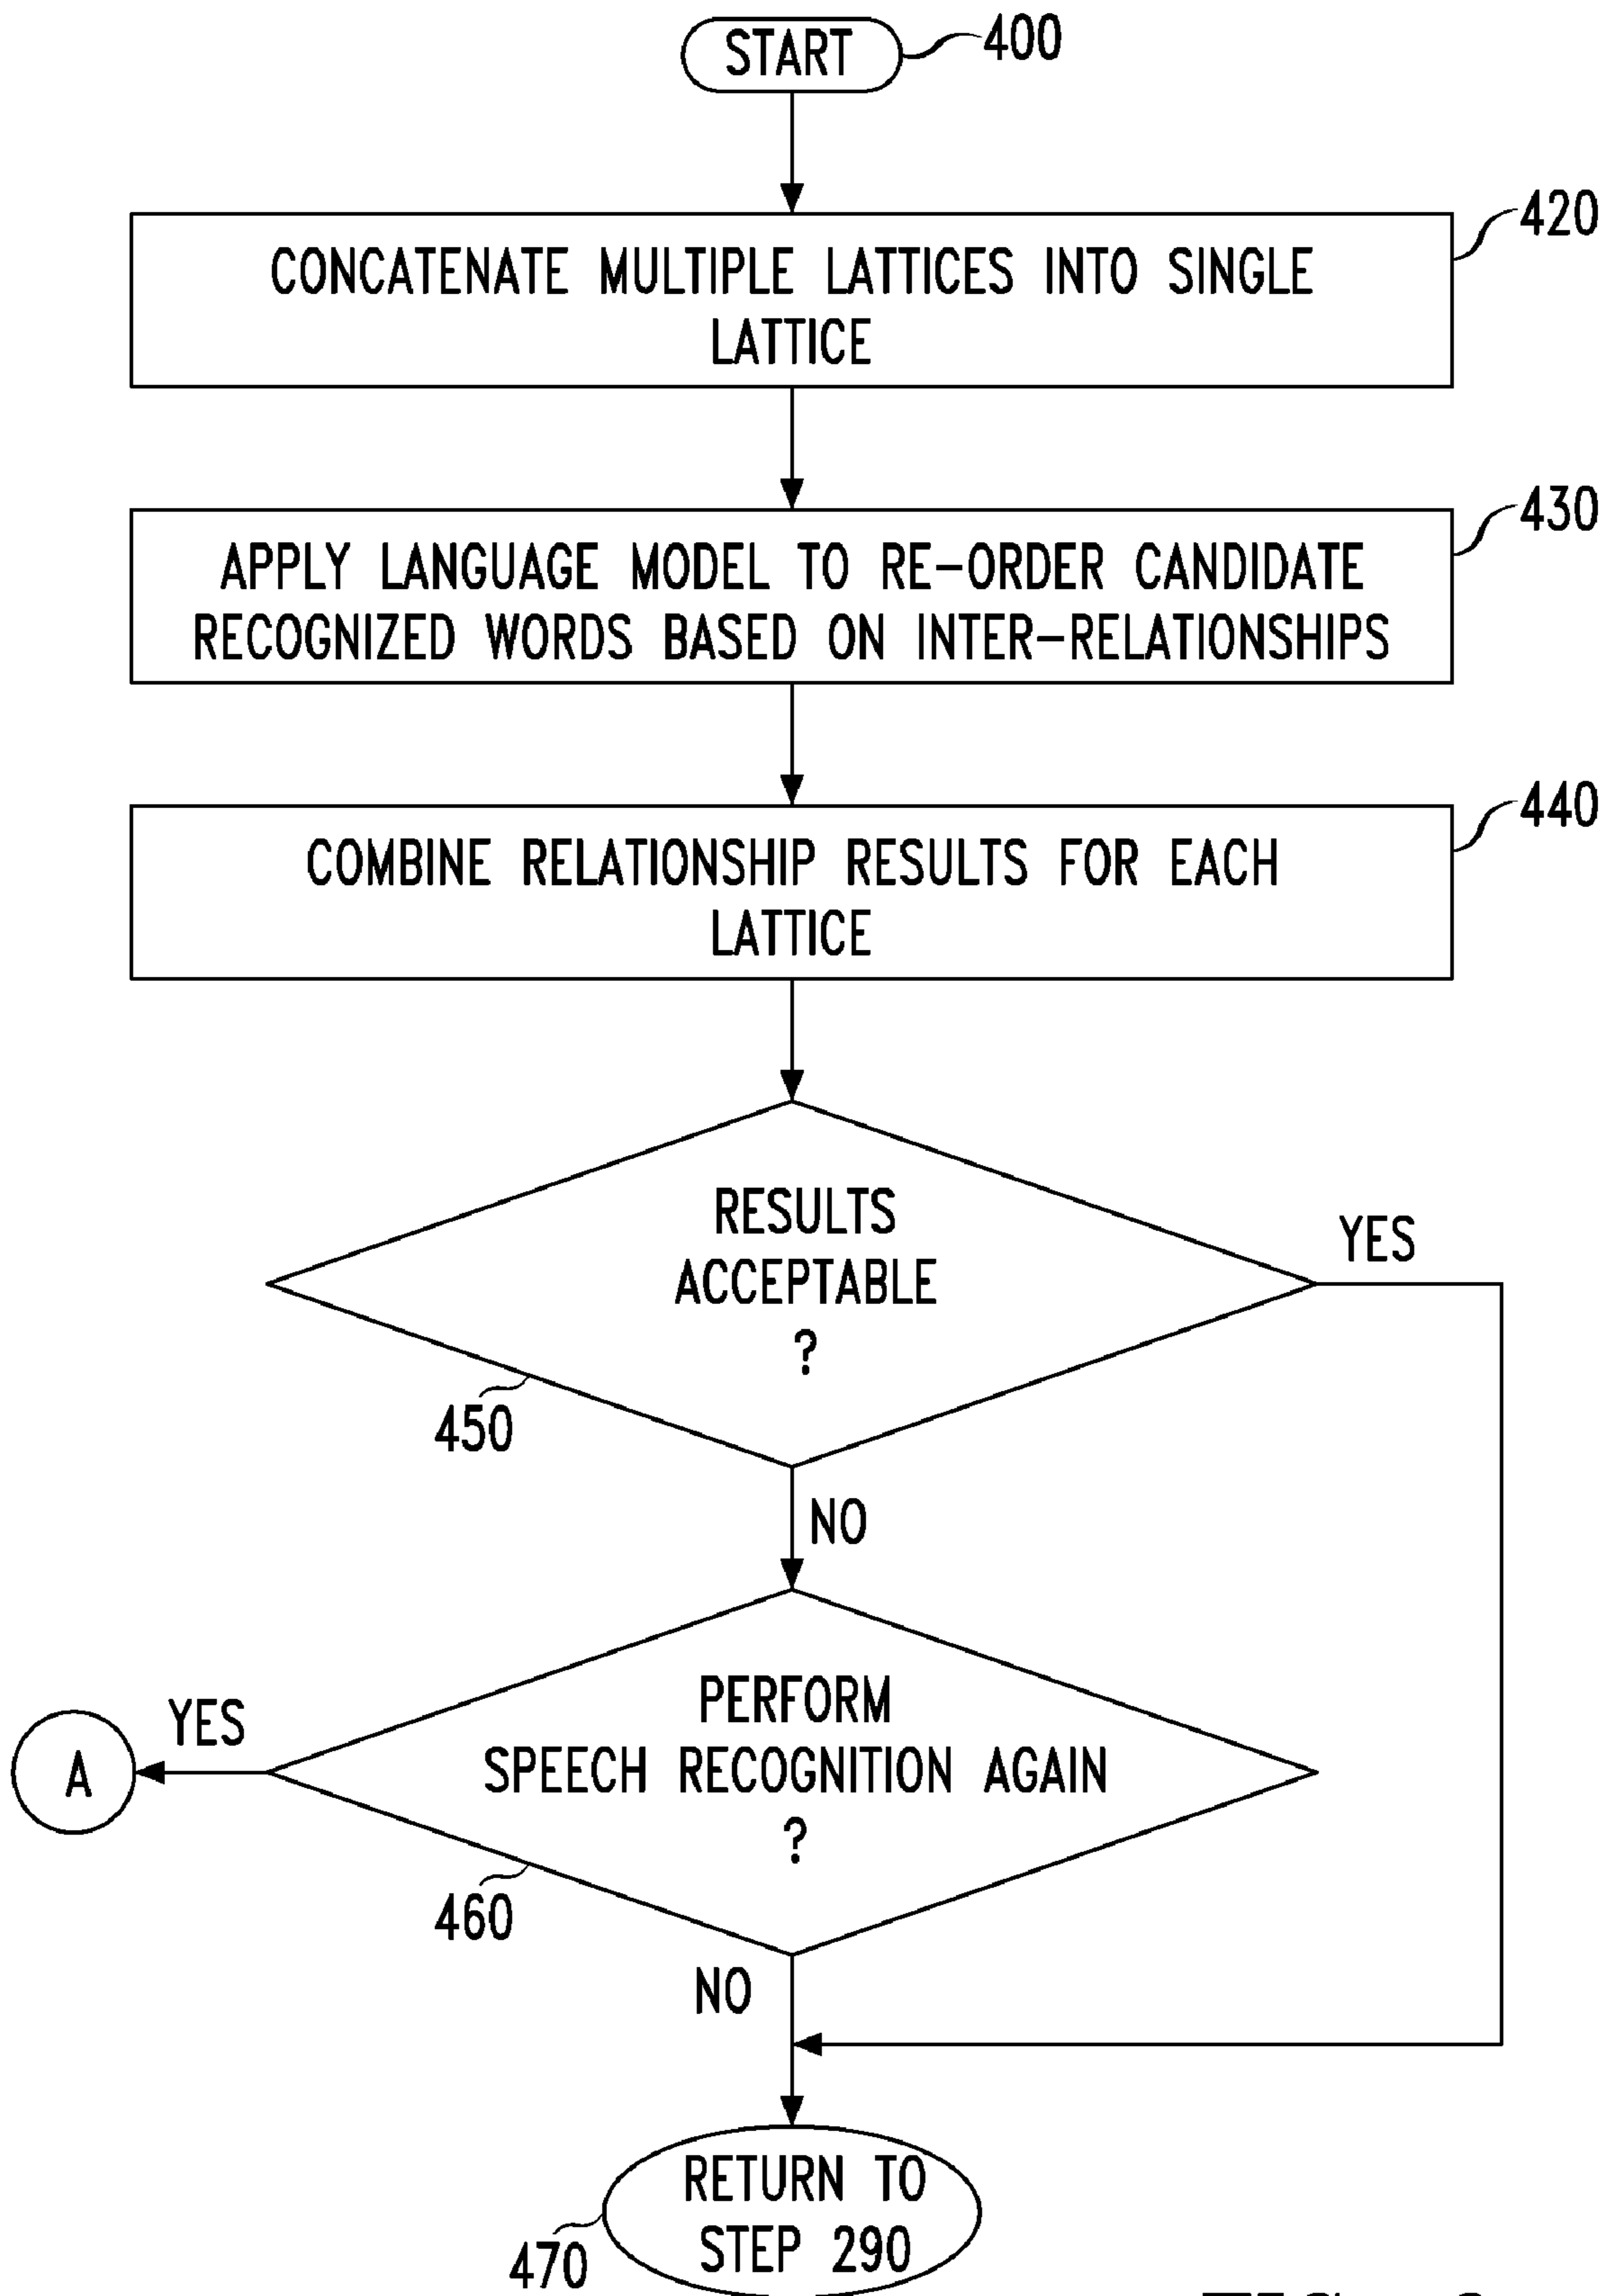 START
400
CONCATENATE MULTIPLE LATTICES INTO SINGLE
LATTICE
420
APPLY LANGUAGE MODEL TO RE-ORDER CANDIDATE
RECOGNIZED WORDS BASED ON INTER-RELATIONSHIPS
430
COMBINE RELATIONSHIP RESULTS FOR EACH
LATTICE
440
RESULTS
ACCEPTABLE
?
YES
450
NO
PERFORM
SPEECH RECOGNITION AGAIN
?
YES
A
460
NO
RETURN TO
STEP 290
470